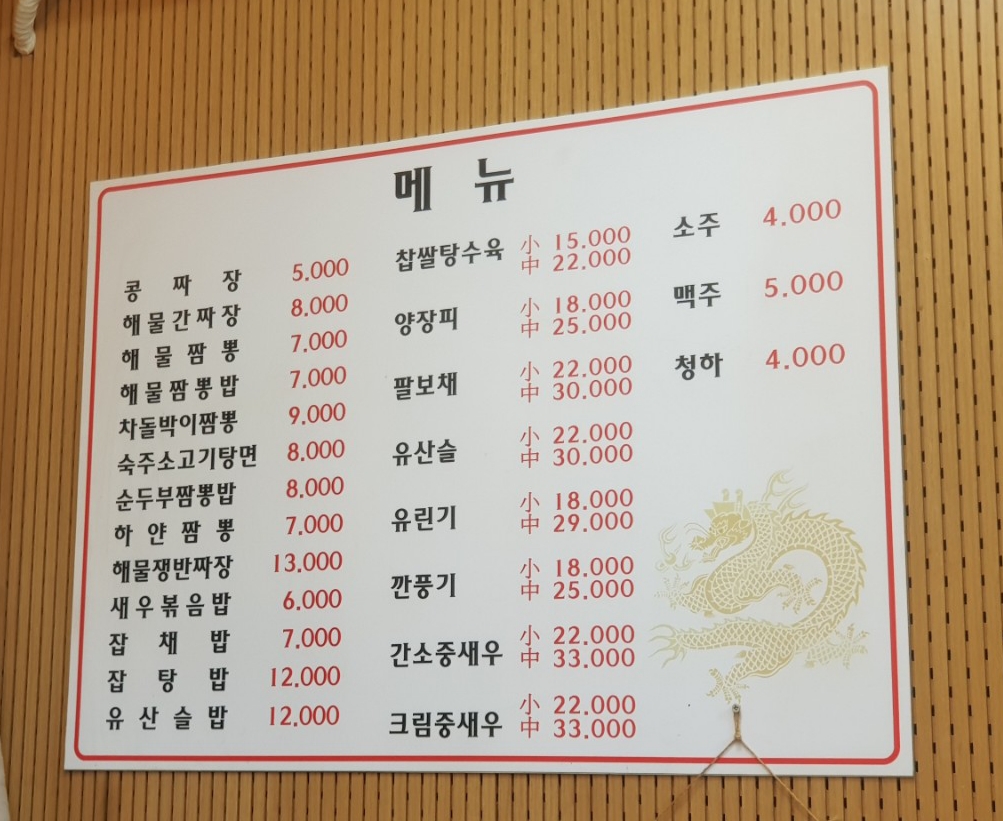 메뉴
콩짜장 5.000
해물간짜장 8.000
해물짬뽕 7.000
해물짬뽕밥 7.000
차돌박이짬뽕 9.000
숙주소고기탕면 8.000
순두부짬뽕밥 8.000
하얀짬뽕 7.000
해물쟁반짜장 13.000
새우볶음밥 6.000
잡채밥 7.000
잡탕밥 12.000
유산슬밥 12.000
찹쌀탕수육 小 15.000
中 22.000
양장피 小 18.000
中 25.000
팔보채 小 22.000
中 30.000
유산슬 小 22.000
中 30.000
유린기 小 18.000
中 29.000
깐풍기 小 18.000
中 25.000
간소중새우 小 22.000
中 33.000
크림중새우 小 22.000
中 33.000
소주 4.000
맥주 5.000
청하 4.000